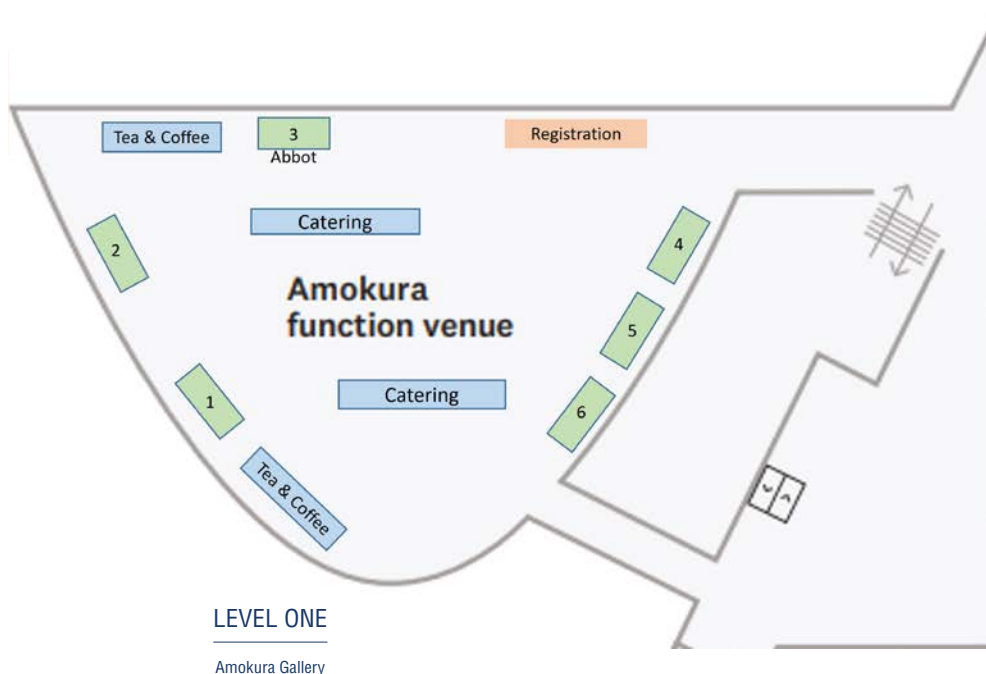 Tea & Coffee
3
Abbot
Registration
Catering
2
4
Amokura
function venue
5
1
Catering
6
Tea & Coffee
LEVEL ONE
Amokura Gallery